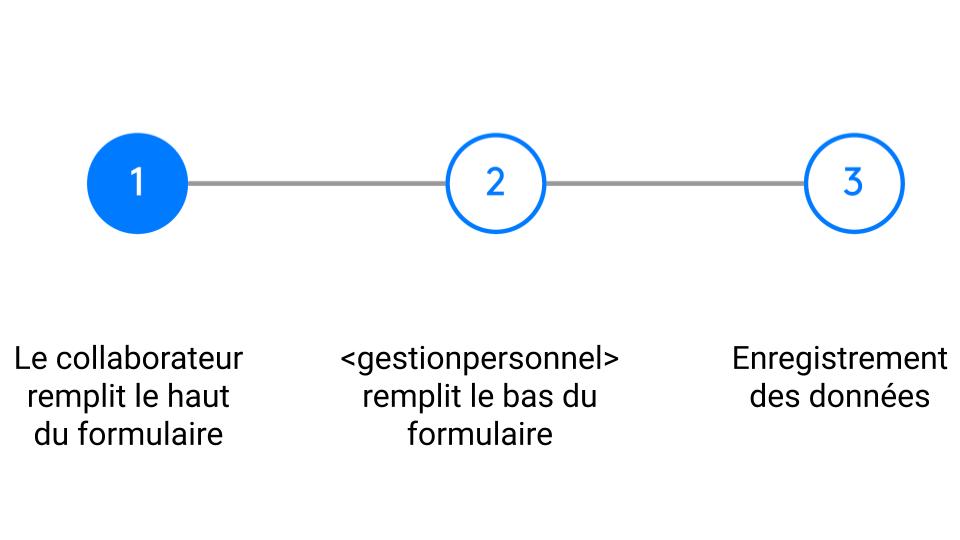 1
2
3
Le collaborateur
remplit le haut
du formulaire
<gestionpersonnel>
remplit le bas du
formulaire
Enregistrement
des données